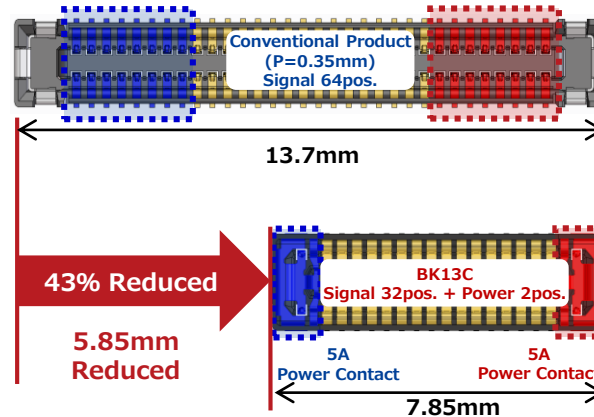 Conventional Product
(P=0.35mm)
Signal 64pos.
13.7mm
43% Reduced
5.85mm
Reduced
BK13C
Signal 32pos. + Power 2pos.
5A
Power Contact
5A
Power Contact
7.85mm